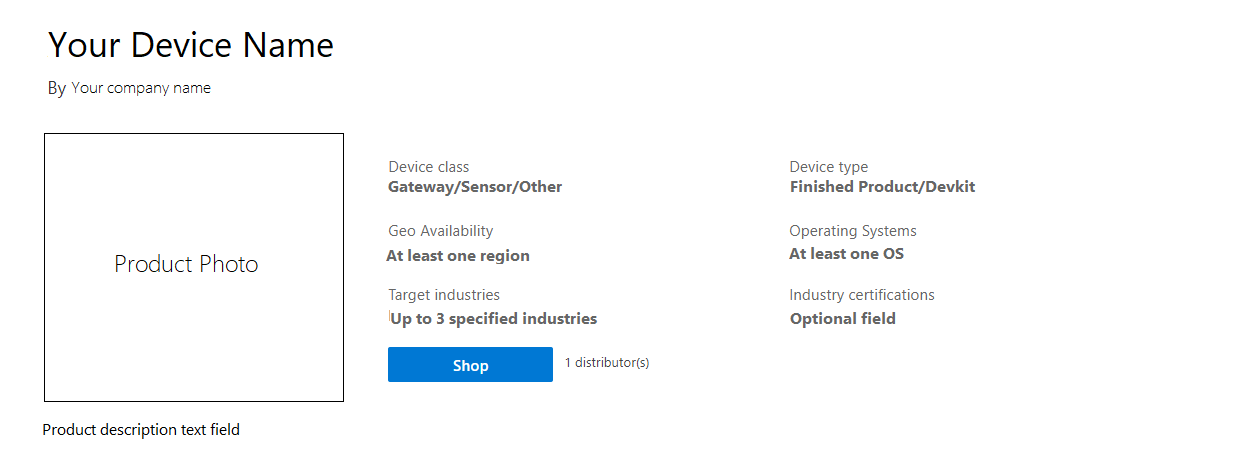 Your Device Name
By Your company name
Product Photo
Device class
Gateway/Sensor/Other
Device type
Finished Product/Devkit
Geo Availability
At least one region
Operating Systems
At least one OS
Target industries
Up to 3 specified industries
Industry certifications
Optional field
Shop
1 distributor(s)
Product description text field